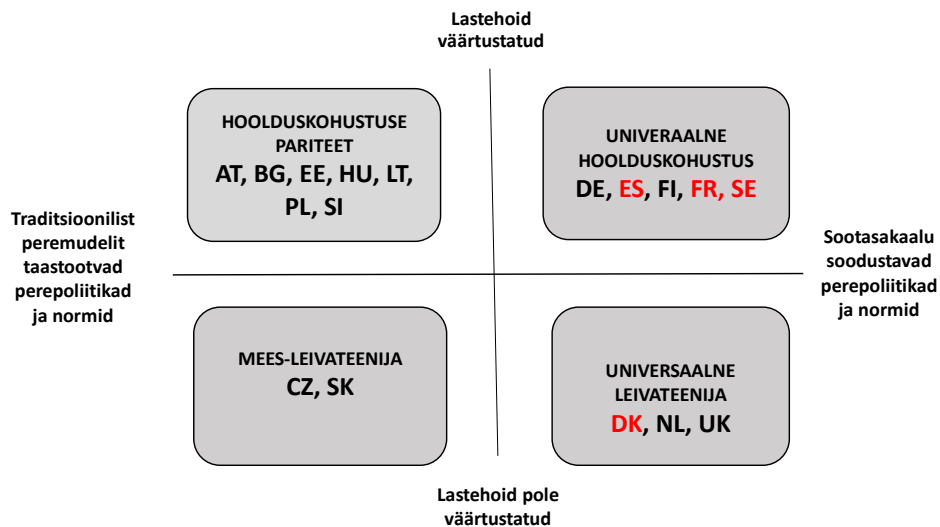 Lastehoid
väärtustatud
HOOLDUSKOHUSTUSE
PARITEET
AT, BG, EE, HU, LT,
PL, SI
UNIVERAALNE
HOOLDUSKOHUSTUS
DE, ES, FI, FR, SE
Traditsioonilist
peremudelit
taastootvad
perepoliitikad
ja normid
Sootasakaalu
soodustavad
perepoliitikad
ja normid
MEES-LEIVATEENIJA
CZ, SK
UNIVERSAALNE
LEIVATEENIJA
DK, NL, UK
Lastehoid pole
väärtustatud